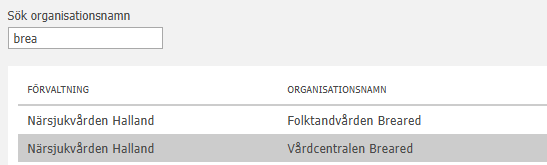 Sök organisationsnamn
brea
FÖRVALTNING ORGANISATIONSNAMN
Närsjukvården Halland Folktandvården Breared
Närsjukvården Halland Vårdcentralen Breared